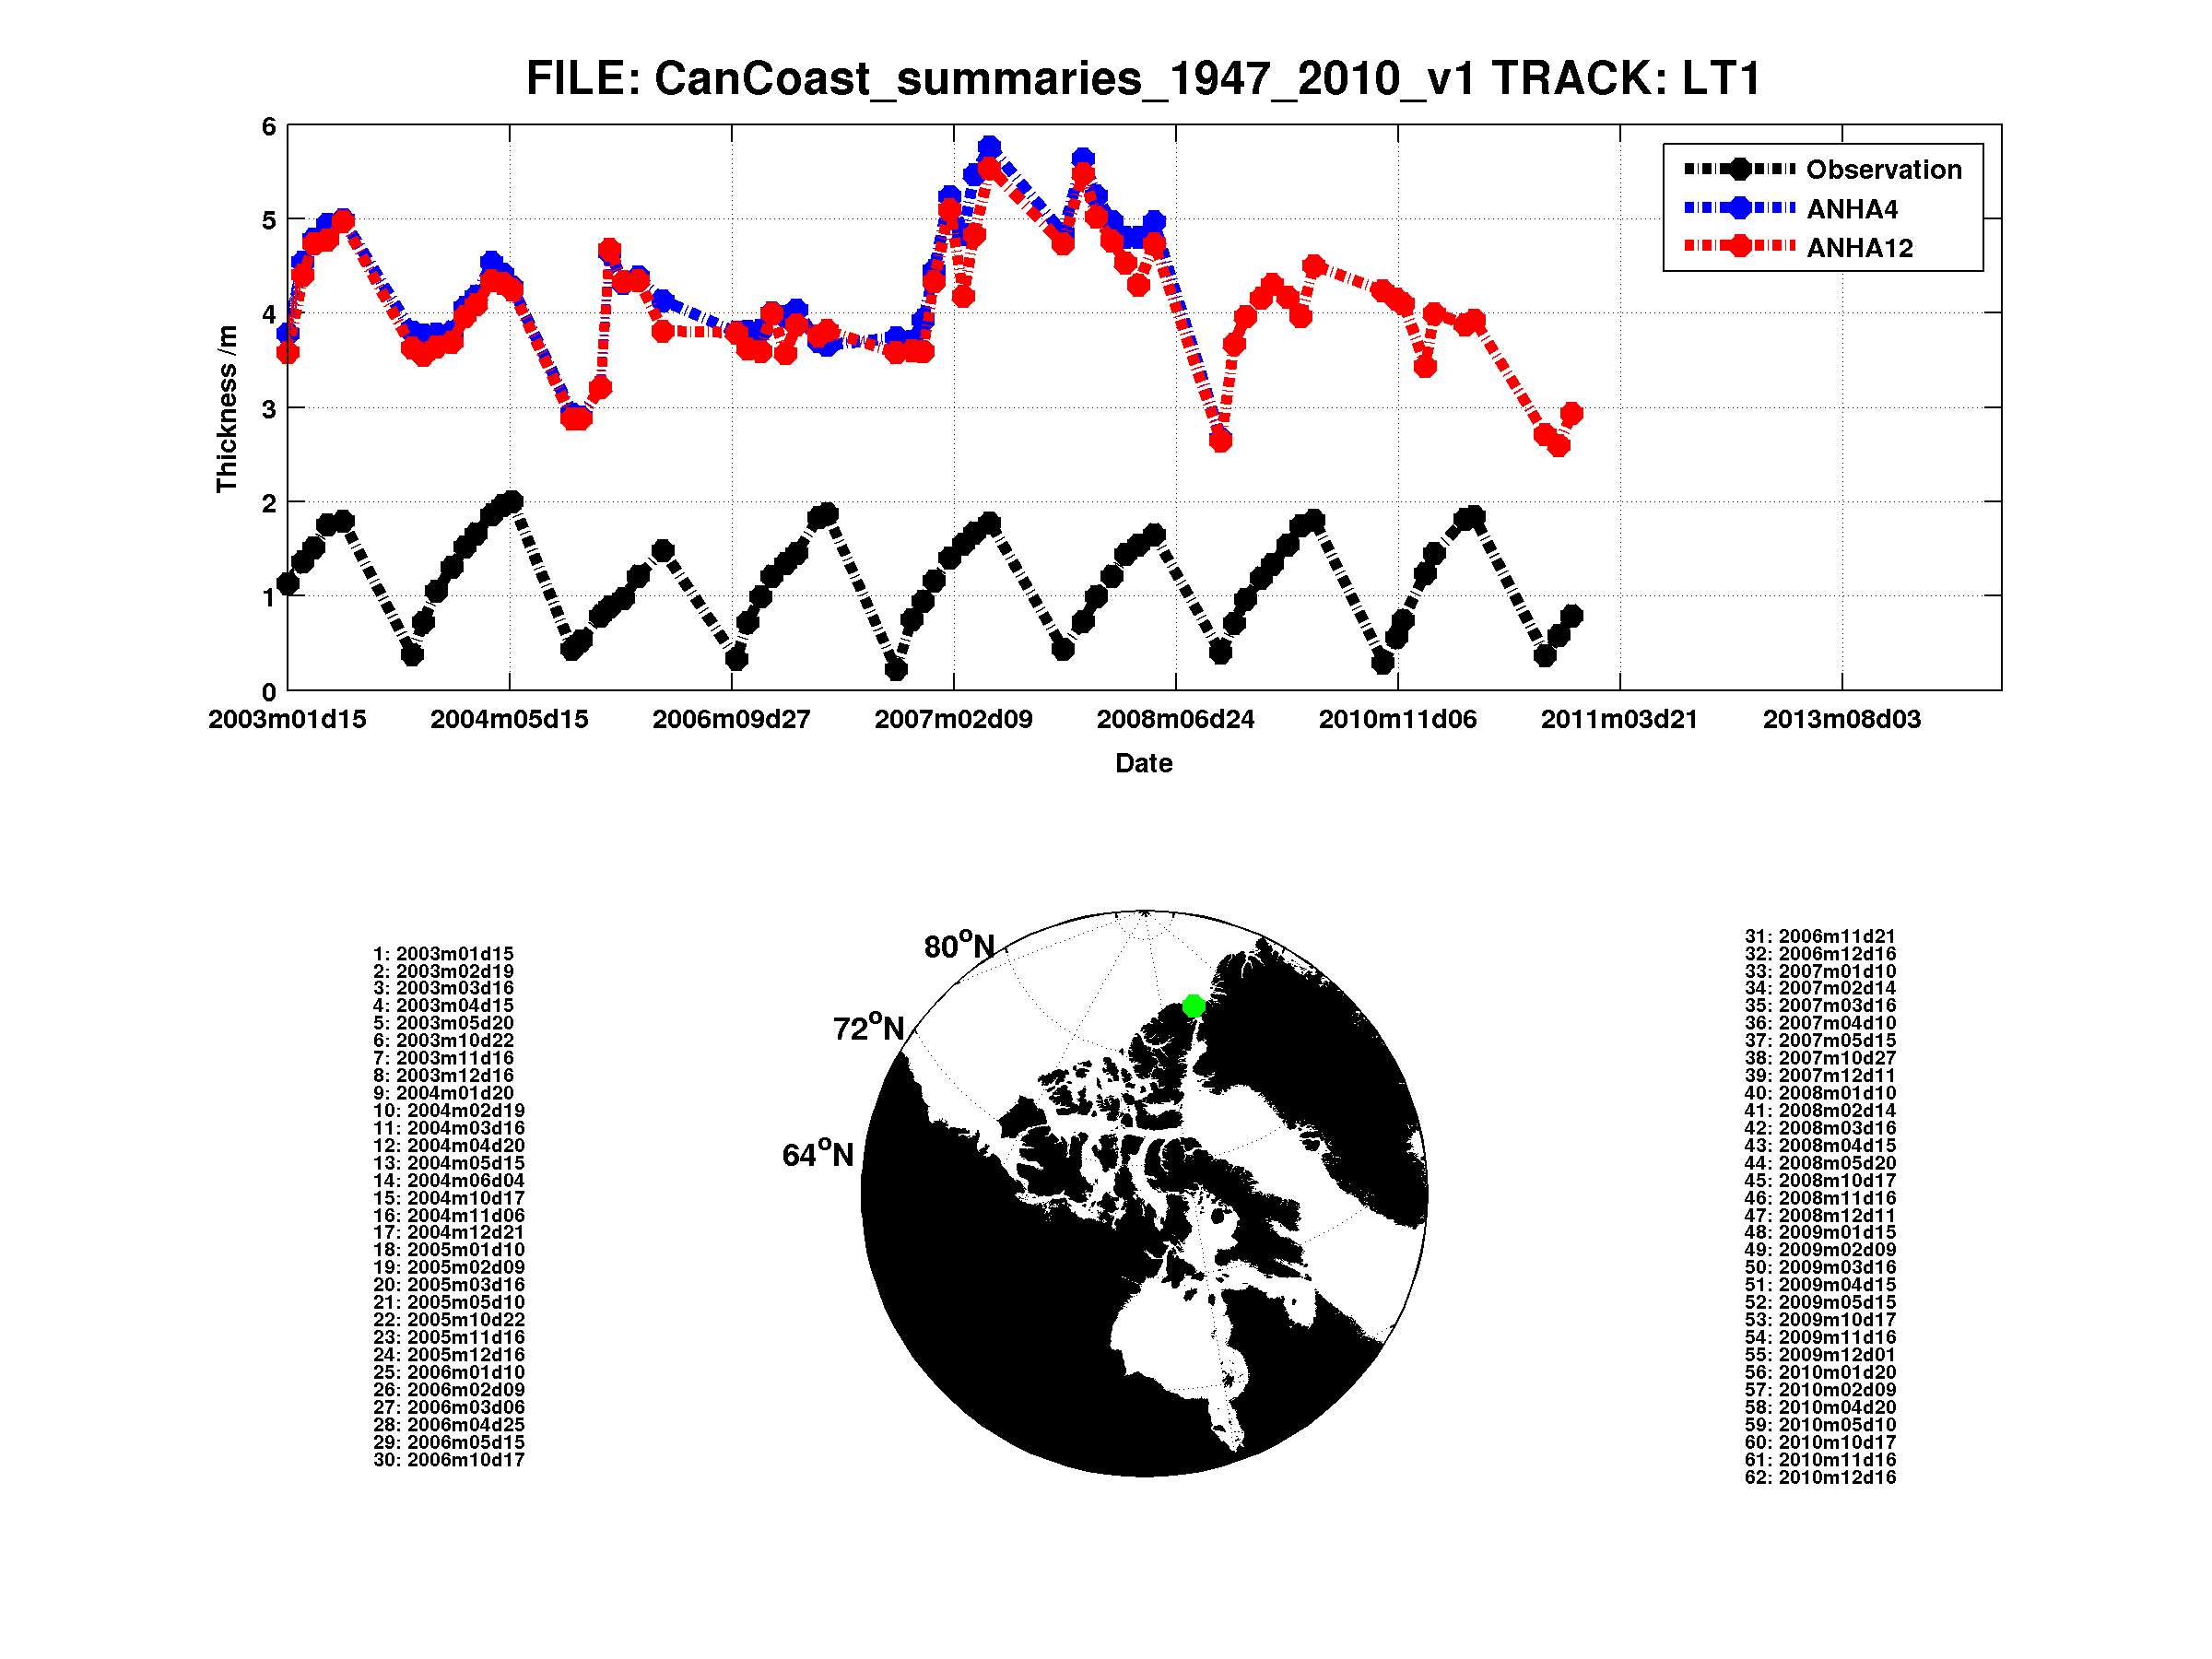 FILE: CanCoast_summaries_1947_2010_v1 TRACK: LT1
6
5
4
3
2
1
0
Thickness /m
Observation
ANHA4
ANHA12
2003m01d15 2004m05d15 2006m09d27 2007m02d09 2008m06d24 2010m11d06 2011m03d21 2013m08d03
Date
80°N
72°N
64°N
1: 2003m01d15
2: 2003m02d19
3: 2003m03d16
4: 2003m04d15
5: 2003m05d20
6: 2003m10d22
7: 2003m11d16
8: 2003m12d16
9: 2004m01d20
10: 2004m02d19
11: 2004m03d16
12: 2004m04d20
13: 2004m05d15
14: 2004m06d04
15: 2004m10d17
16: 2004m11d06
17: 2004m12d21
18: 2005m01d10
19: 2005m02d09
20: 2005m03d16
21: 2005m05d10
22: 2005m10d22
23: 2005m11d16
24: 2005m12d16
25: 2006m01d10
26: 2006m02d09
27: 2006m03d06
28: 2006m04d25
29: 2006m05d15
30: 2006m10d17
31: 2006m11d21
32: 2006m12d16
33: 2007m01d10
34: 2007m02d14
35: 2007m03d16
36: 2007m04d10
37: 2007m05d15
38: 2007m10d27
39: 2007m12d11
40: 2008m01d10
41: 2008m02d14
42: 2008m03d16
43: 2008m04d15
44: 2008m05d20
45: 2008m10d17
46: 2008m11d16
47: 2008m12d11
48: 2009m01d15
49: 2009m02d09
50: 2009m03d16
51: 2009m04d15
52: 2009m05d15
53: 2009m10d17
54: 2009m11d16
55: 2009m12d01
56: 2010m01d20
57: 2010m02d09
58: 2010m04d20
59: 2010m05d10
60: 2010m10d17
61: 2010m11d16
62: 2010m12d16